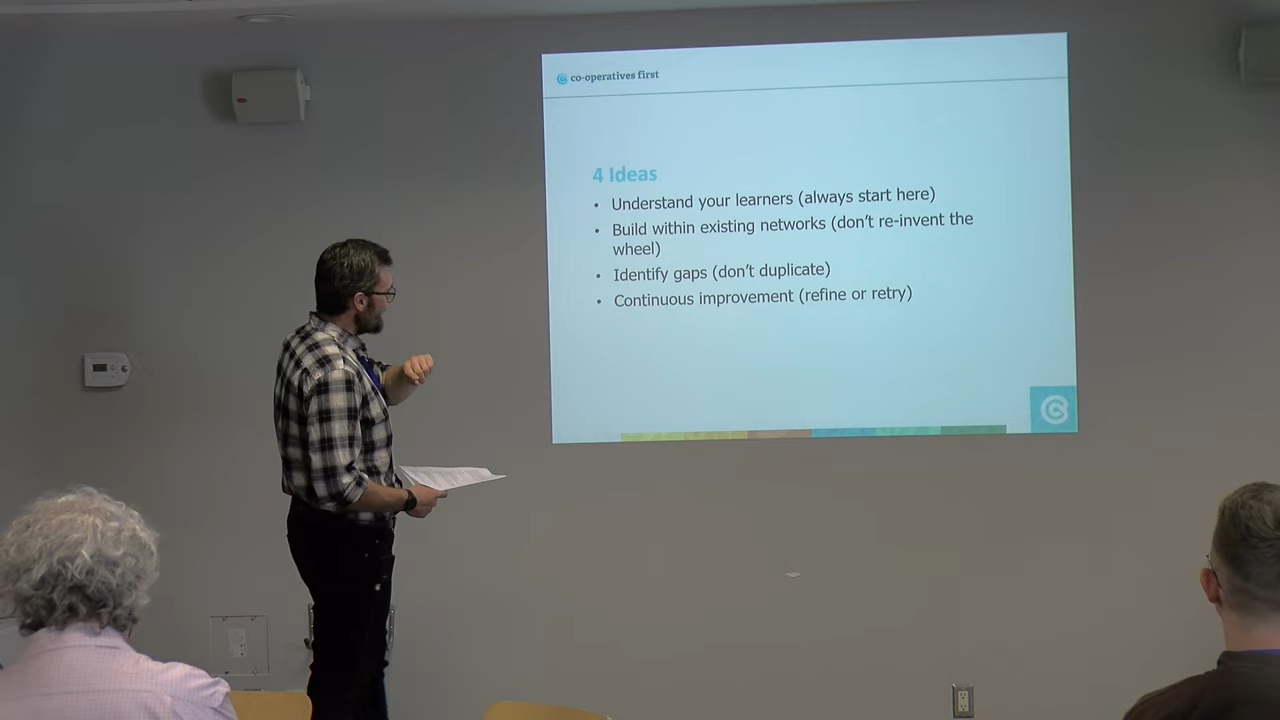 co-operatives first
4 Ideas
• Understand your learners (always start here)
• Build within existing networks (don't re-invent the
wheel)
• Identify gaps (don't duplicate)
• Continuous improvement (refine or retry)